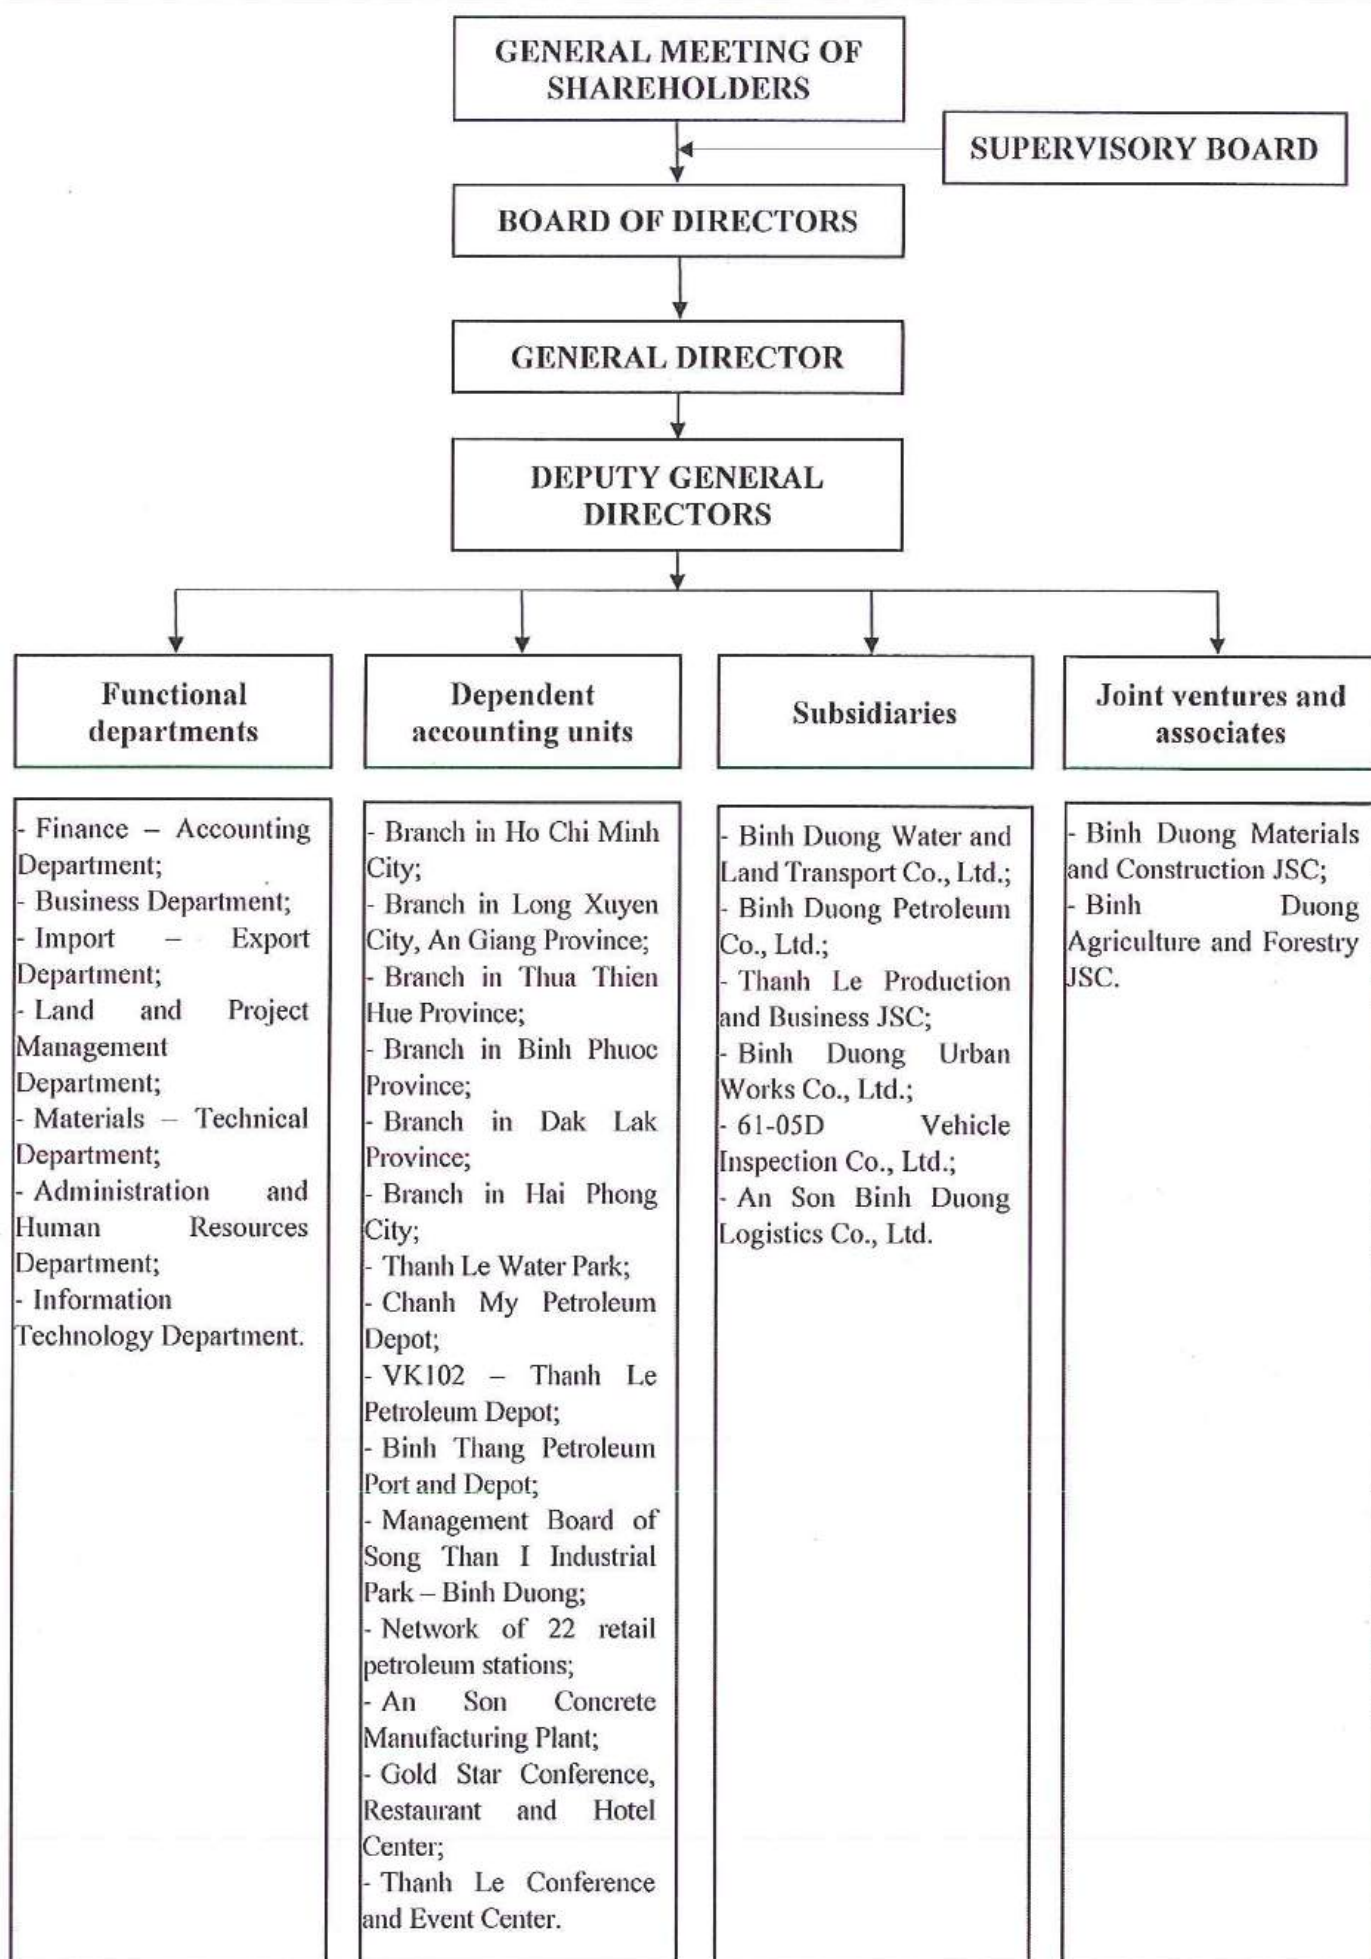 GENERAL MEETING OF
SHAREHOLDERS
SUPERVISORY BOARD
BOARD OF DIRECTORS
GENERAL DIRECTOR
DEPUTY GENERAL
DIRECTORS
Functional
departments
- Finance – Accounting
Department;
- Business Department;
- Import – Export
Department;
- Land and Project
Management
Department;
- Materials – Technical
Department;
- Administration and
Human Resources
Department;
- Information
Technology Department.
Dependent
accounting units
- Branch in Ho Chi Minh
City;
- Branch in Long Xuyen
City, An Giang Province;
- Branch in Thua Thien
Hue Province;
- Branch in Binh Phuoc
Province;
- Branch in Dak Lak
Province;
- Branch in Hai Phong
City;
- Thanh Le Water Park;
- Chanh My Petroleum
Depot;
- VK102 – Thanh Le
Petroleum Depot;
- Binh Thang Petroleum
Port and Depot;
- Management Board of
Song Than I Industrial
Park – Binh Duong;
- Network of 22 retail
petroleum stations;
- An Son Concrete
Manufacturing Plant;
- Gold Star Conference,
Restaurant and Hotel
Center;
- Thanh Le Conference
and Event Center.
Subsidiaries
- Binh Duong Water and
Land Transport Co., Ltd.;
- Binh Duong Petroleum
Co., Ltd.;
- Thanh Le Production
and Business JSC;
- Binh Duong Urban
Works Co., Ltd.;
- 61-05D Vehicle
Inspection Co., Ltd.;
- An Son Binh Duong
Logistics Co., Ltd.
Joint ventures and
associates
- Binh Duong Materials
and Construction JSC;
- Binh Duong
Agriculture and Forestry
JSC.